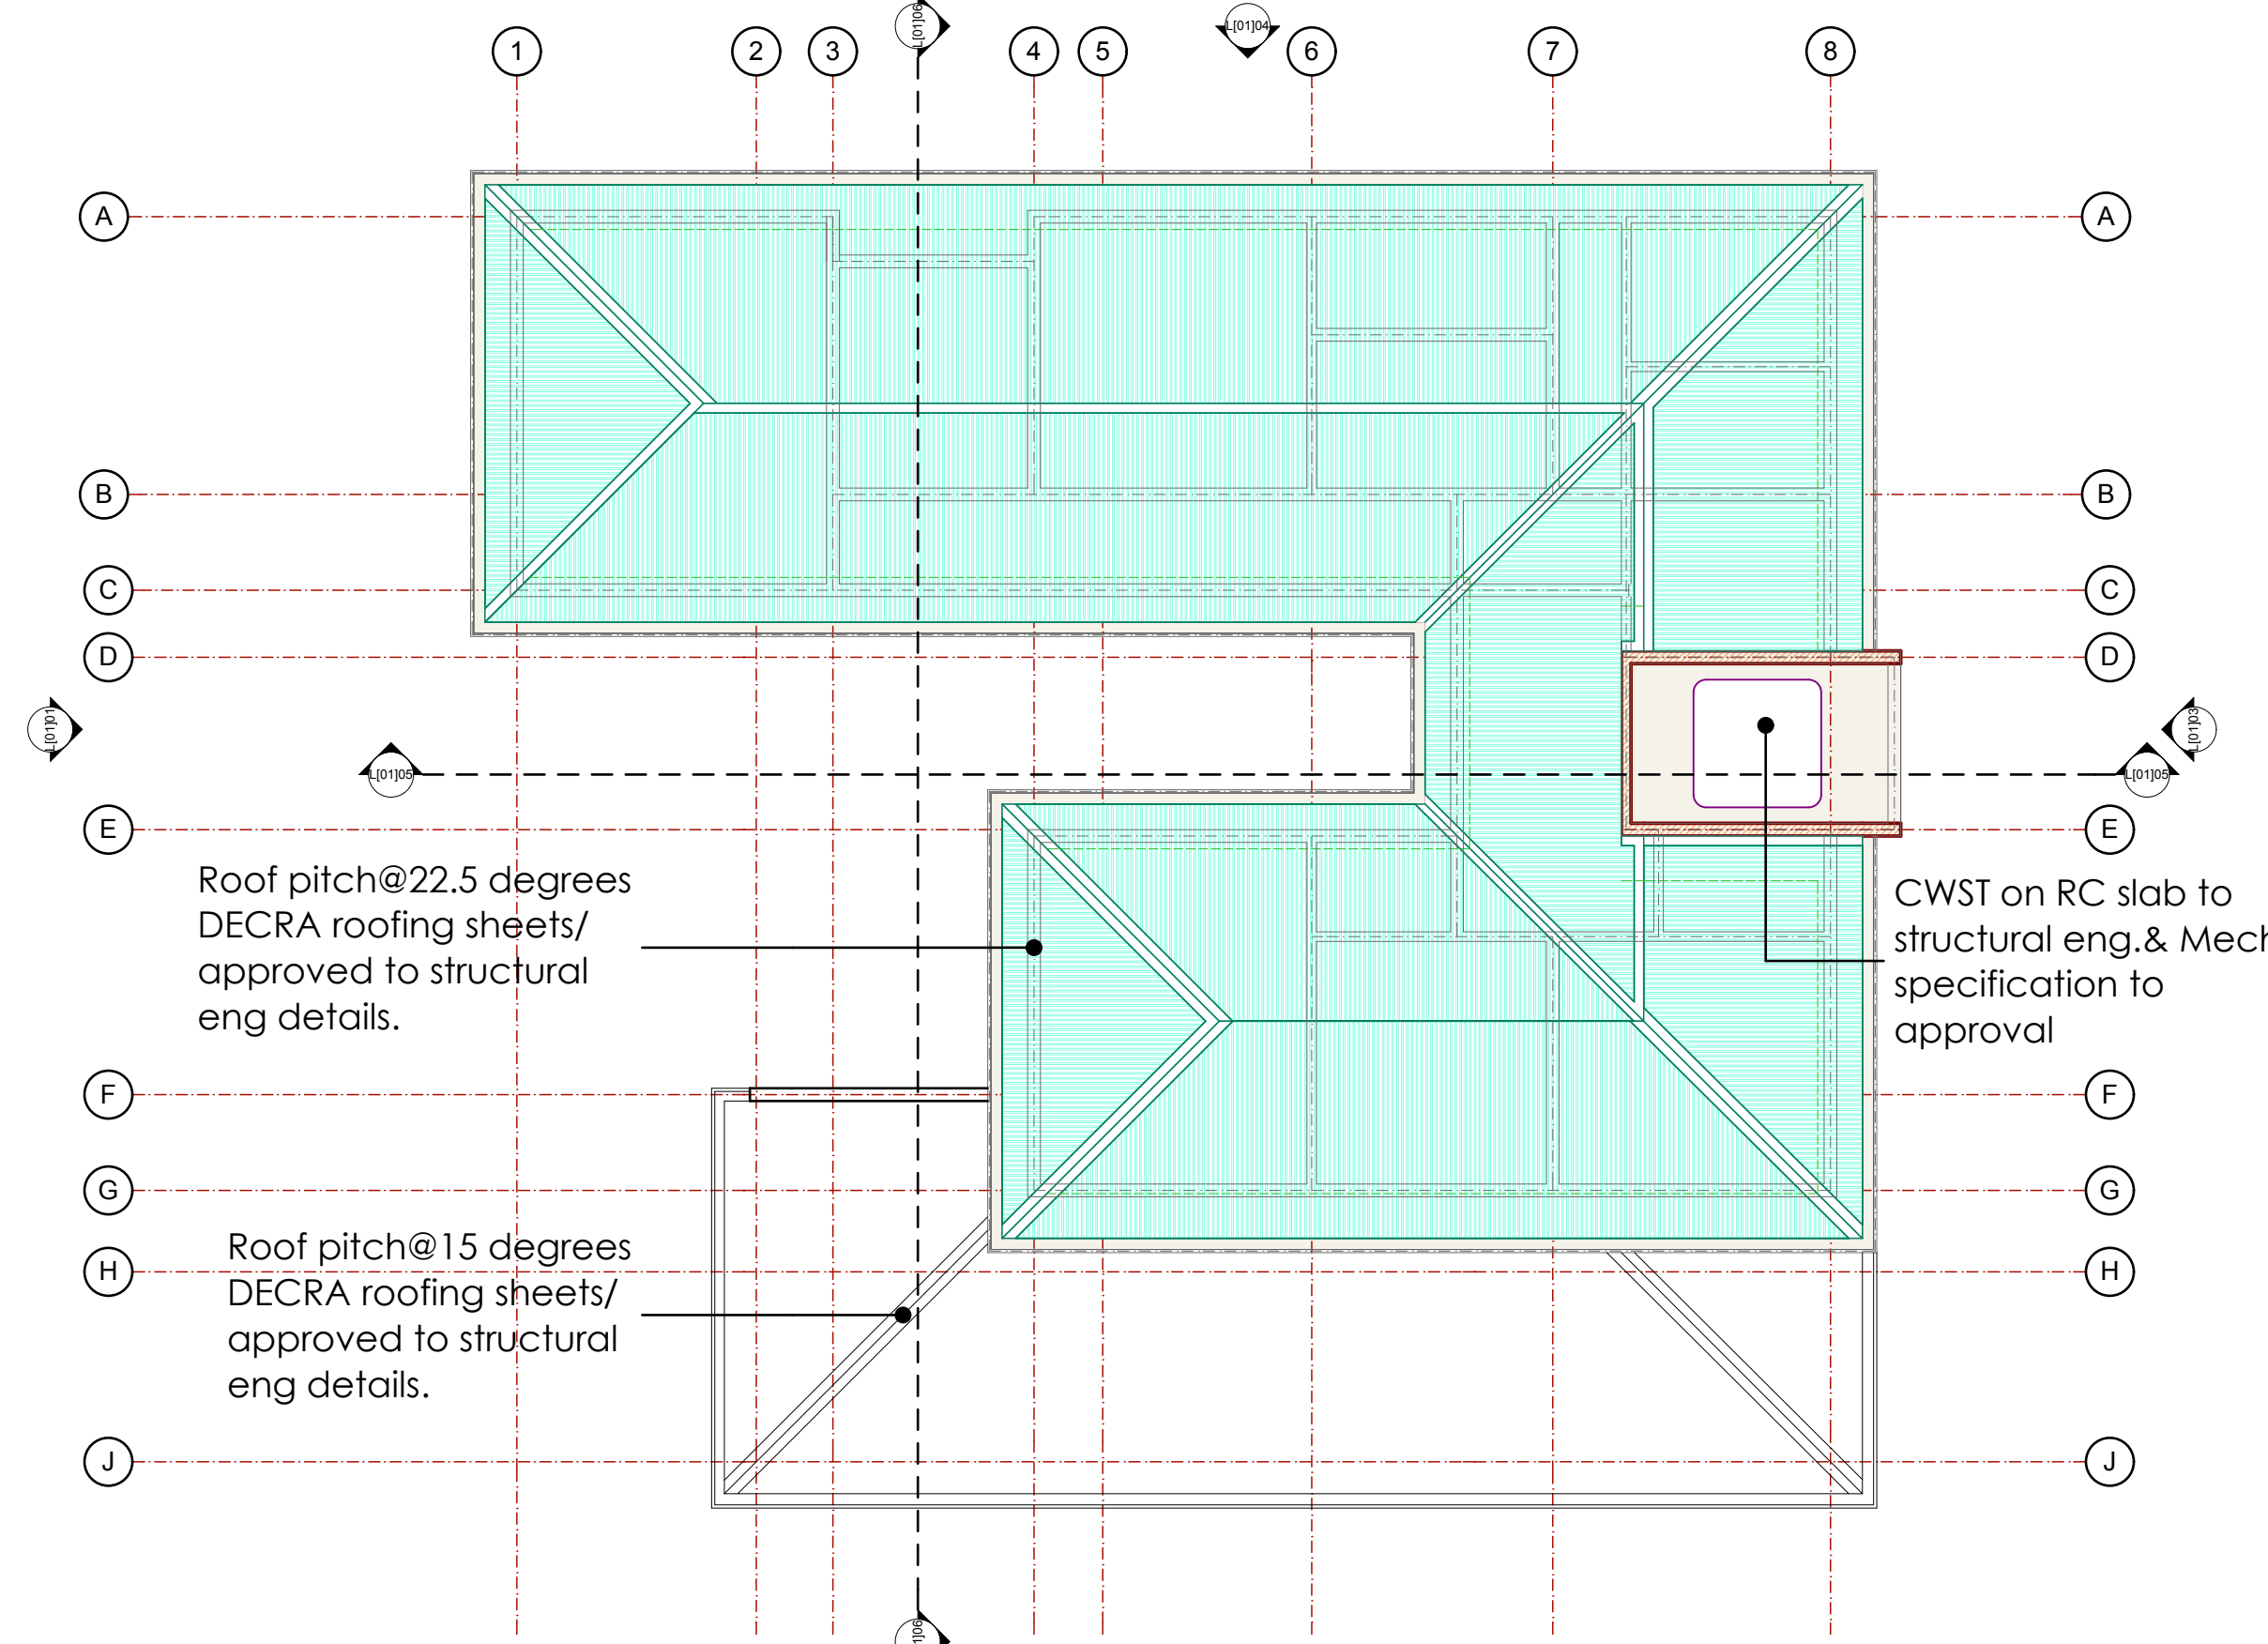 L[01]06
L[01]04
1 2 3 4 5 6 7 8
A A
B B
C C
D D
L[01]01
L[01]03
L[01]05
L[01]05
E E
Roof pitch@22.5 degrees
DECRA roofing sheets/
approved to structural
eng details.
CWST on RC slab to
structural eng.& Mech
specification to
approval
F F
G G
Roof pitch@15 degrees
DECRA roofing sheets/
approved to structural
eng details.
H H
J J
1]06